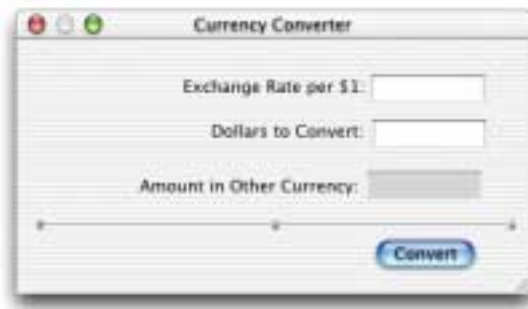 Currency Converter
Exchange Rate per $1:
Dollars to Convert:
Amount in Other Currency:
Convert